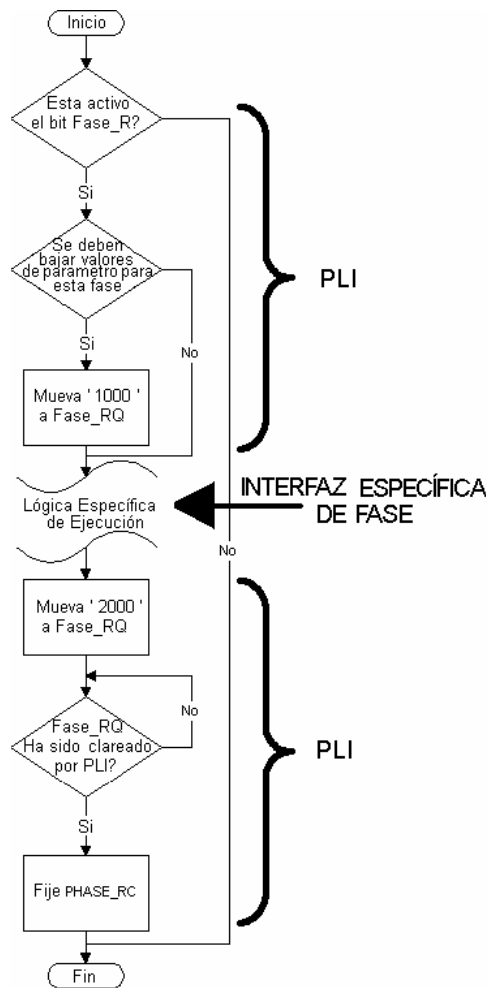 Inicio
Esta activo
el bit Fase_R?
Si
Se deben
bajar valores
de parametro para
esta fase
PLI
Si
No
Mueva ' 1000 '
a Fase_RQ
Lógica Específica
de Ejecución
INTERFAZ ESPECÍFICA
DE FASE
No
Mueva ' 2000 '
a Fase_RQ
No
Fase_RQ
Ha sido clareado
por PLI?
PLI
Si
Fije PHASE_RC
Fin